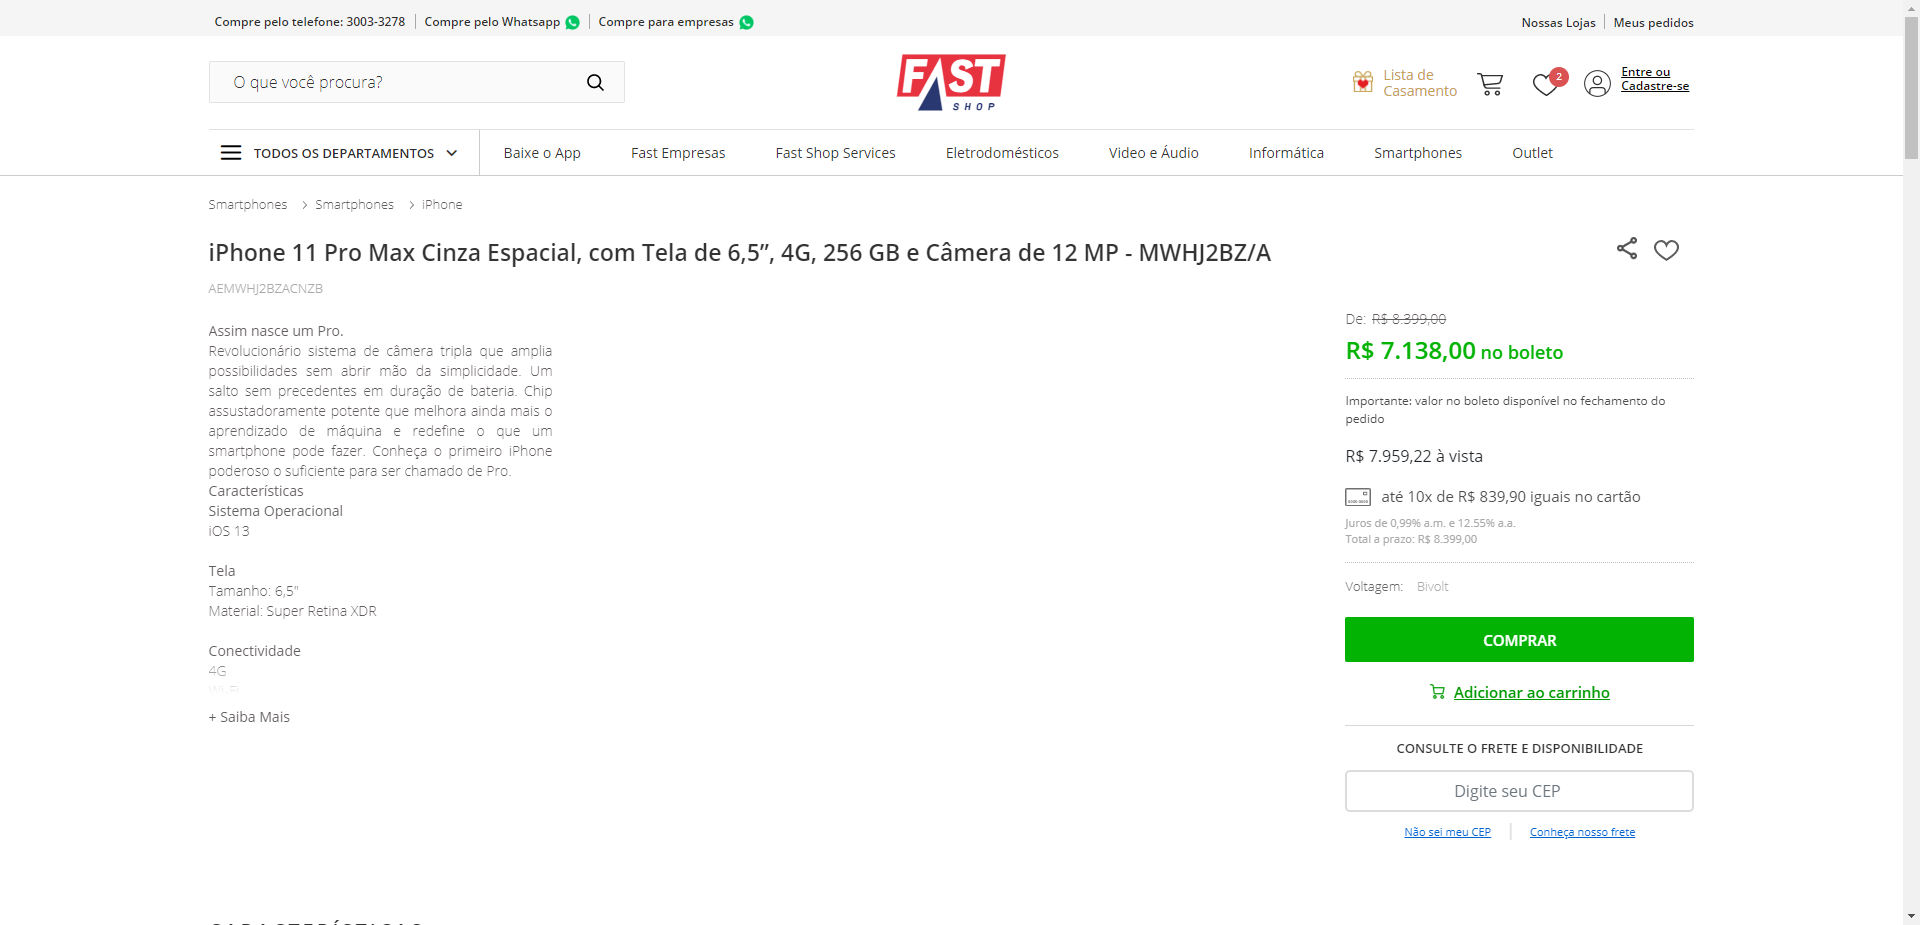 Compre pelo telefone: 3003-3278
Compre pelo Whatsapp
Compre para empresas
Nossas Lojas
Meus pedidos
O que você procura?
FAST
SHOP
Lista de
Casamento
2
Entre ou
Cadastre-se
TODOS OS DEPARTAMENTOS
Baixe o App
Fast Empresas
Fast Shop Services
Eletrodomésticos
Video e Áudio
Informática
Smartphones
Outlet
Smartphones > Smartphones > iPhone
iPhone 11 Pro Max Cinza Espacial, com Tela de 6,5”, 4G, 256 GB e Câmera de 12 MP - MWHJ2BZ/A
AEMWHJ2BZACNZB
Assim nasce um Pro.
Revolucionário sistema de câmera tripla que amplia
possibilidades sem abrir mão da simplicidade. Um
salto sem precedentes em duração de bateria. Chip
assustadoramente potente que melhora ainda mais o
aprendizado de máquina e redefine o que um
smartphone pode fazer. Conheça o primeiro iPhone
poderoso o suficiente para ser chamado de Pro.
Características
Sistema Operacional
iOS 13
Tela
Tamanho: 6,5"
Material: Super Retina XDR
Conectividade
4G
Wi-Fi
+ Saiba Mais
De: R$ 8.399,00
R$ 7.138,00 no boleto
Importante: valor no boleto disponível no fechamento do
pedido
R$ 7.959,22 à vista
até 10x de R$ 839,90 iguais no cartão
Juros de 0,99% a.m. e 12.55% a.a.
Total a prazo: R$ 8.399,00
Voltagem: Bivolt
COMPRAR
Adicionar ao carrinho
CONSULTE O FRETE E DISPONIBILIDADE
Digite seu CEP
Não sei meu CEP
Conheça nosso frete
CARACTERÍSTICAS